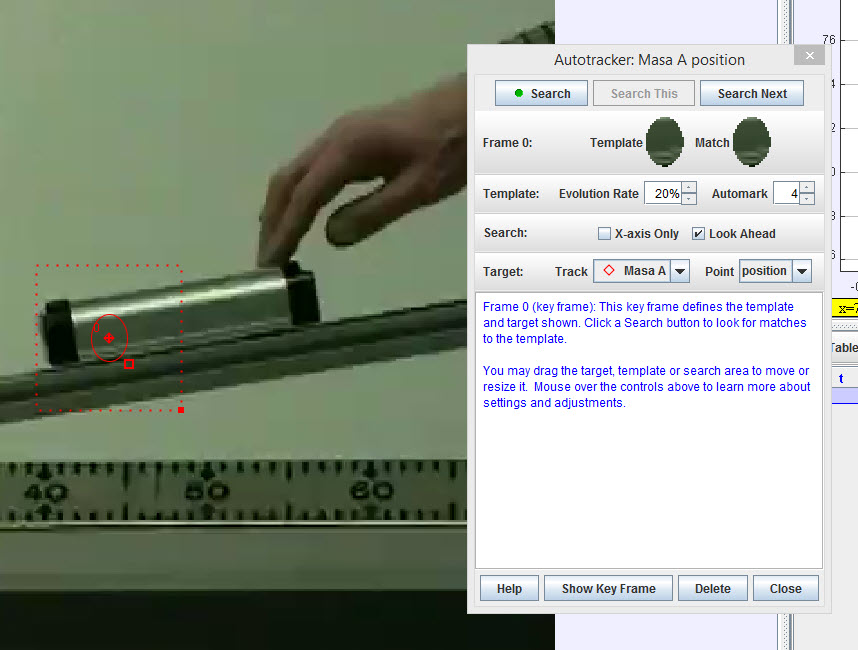 Autotracker: Masa A position
Search Search This Search Next
Frame 0: Template Match
Template: Evolution Rate 20% Automark 4
Search: X-axis Only Look Ahead
Target: Track Masa A Point position
Frame 0 (key frame): This key frame defines the template
and target shown. Click a Search button to look for matches
to the template.
You may drag the target, template or search area to move or
resize it. Mouse over the controls above to learn more about
settings and adjustments.
Help Show Key Frame Delete Close
40 50 60
76
x=7
Table
t